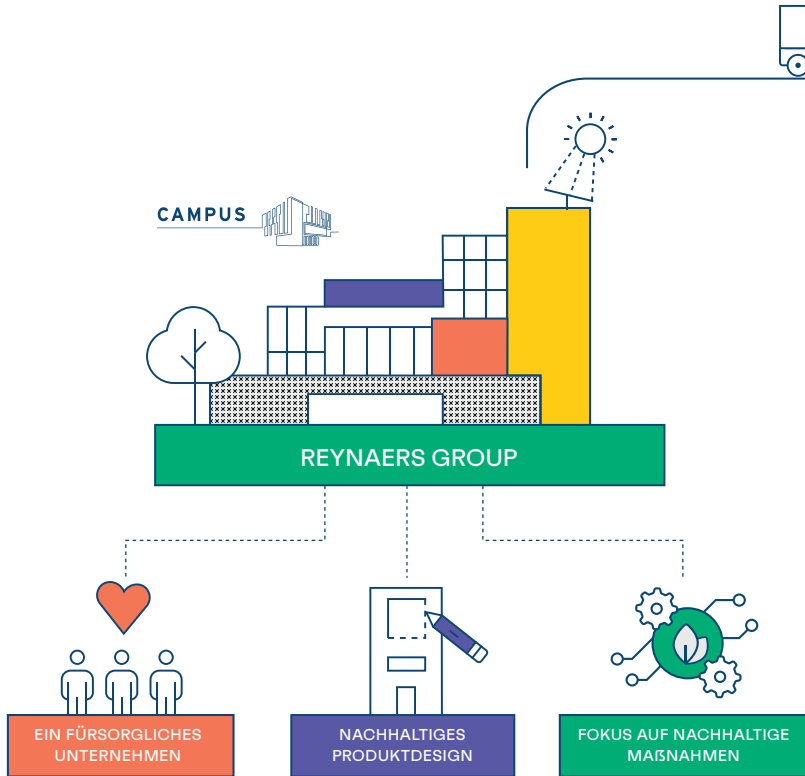 CAMPUS
REYNAERS GROUP
EIN FÜRSORGLICHES
UNTERNEHMEN
NACHHALTIGES
PRODUKTDESIGN
FOKUS AUF NACHHALTIGE
MAßNAHMEN